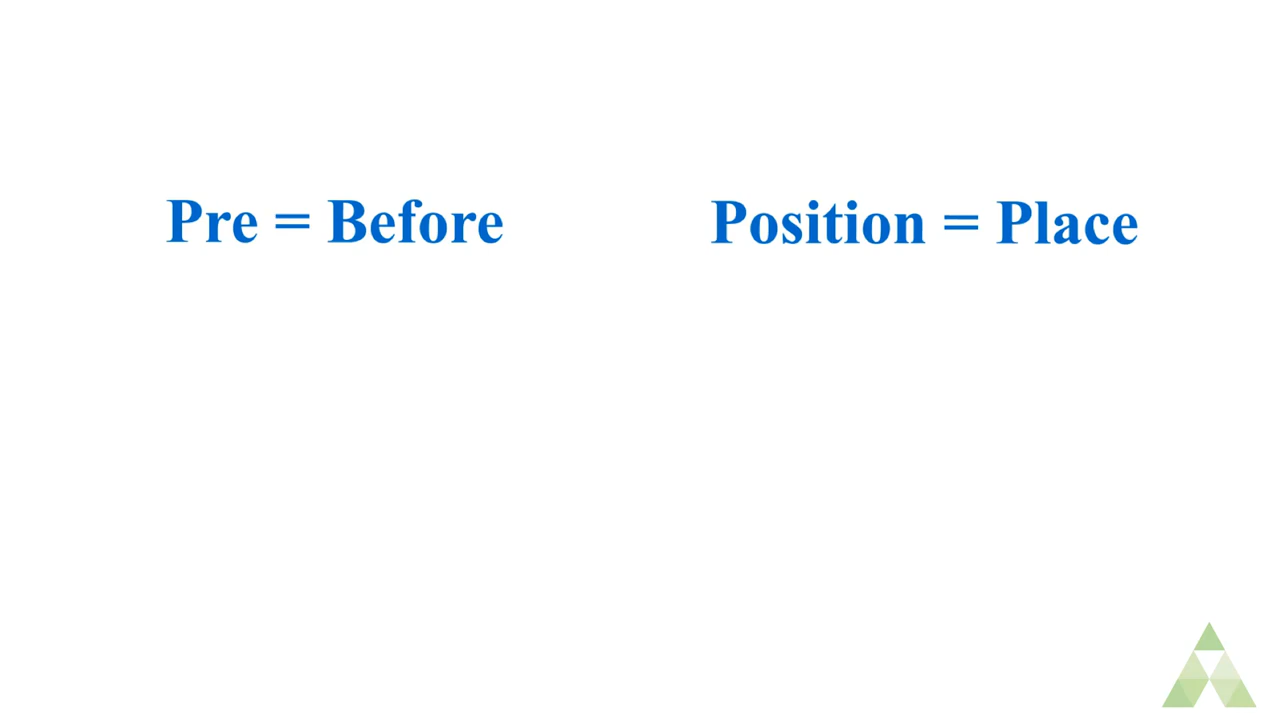 Pre = Before
Position = Place